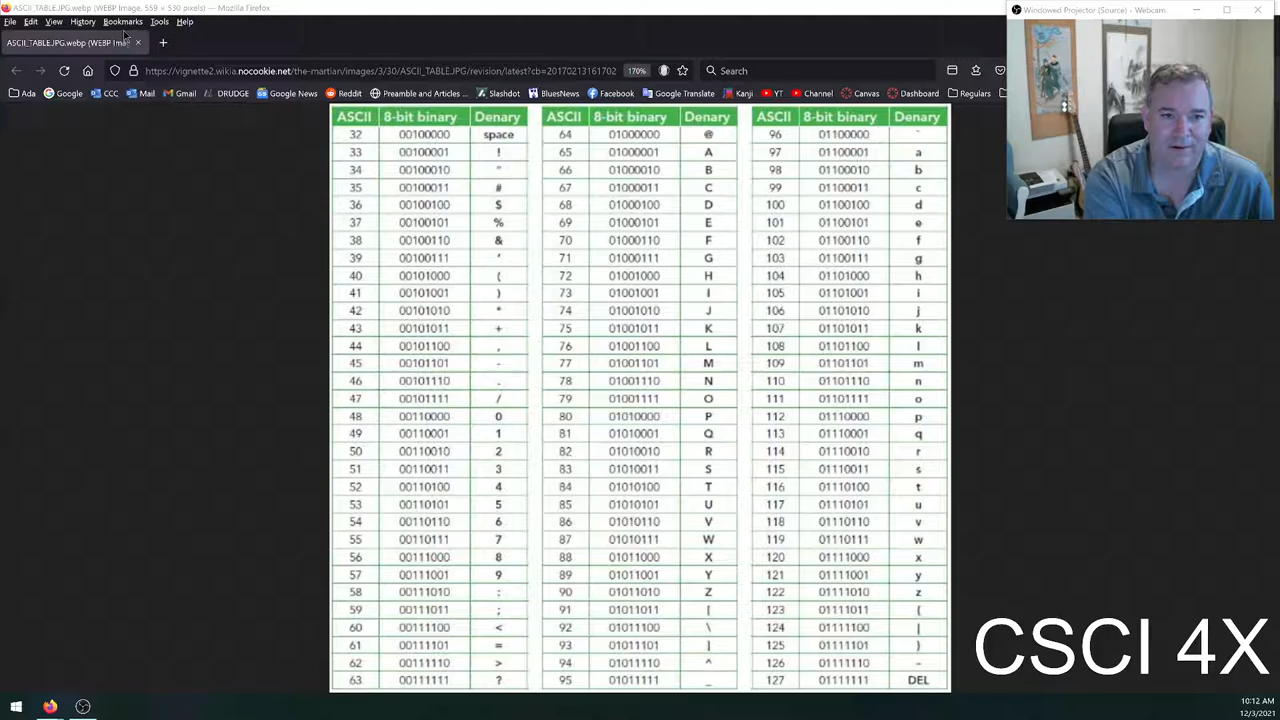 ASCII_TABLE.JPG.webp (WEBP Image, 559 × 530 pixels) — Mozilla Firefox
File Edit View History Bookmarks Tools Help
ASCII_TABLE.JPG.webp (WEBP Imag
https://vignette2.wikia.nocookie.net/the-martian/images/3/30/ASCII_TABLE.JPG/revision/latest?cb=20170213161702 170% Search
Ada Google CCC Mail Gmail DRUDGE Google News Reddit Preamble and Articles ... Slashdot BluesNews Facebook Google Translate Kanji YT Channel Canvas Dashboard Regulars
Windowed Projector (Source) - Webcam
ASCII 8-bit binary Denary ASCII 8-bit binary Denary ASCII 8-bit binary Denary
32 00100000 space 64 01000000 @ 96 01100000 `
33 00100001 ! 65 01000001 A 97 01100001 a
34 00100010 " 66 01000010 B 98 01100010 b
35 00100011 # 67 01000011 C 99 01100011 c
36 00100100 $ 68 01000100 D 100 01100100 d
37 00100101 % 69 01000101 E 101 01100101 e
38 00100110 & 70 01000110 F 102 01100110 f
39 00100111 ' 71 01000111 G 103 01100111 g
40 00101000 ( 72 01001000 H 104 01101000 h
41 00101001 ) 73 01001001 I 105 01101001 i
42 00101010 * 74 01001010 J 106 01101010 j
43 00101011 + 75 01001011 K 107 01101011 k
44 00101100 , 76 01001100 L 108 01101100 l
45 00101101 - 77 01001101 M 109 01101101 m
46 00101110 . 78 01001110 N 110 01101110 n
47 00101111 / 79 01001111 O 111 01101111 o
48 00110000 0 80 01010000 P 112 01110000 p
49 00110001 1 81 01010001 Q 113 01110001 q
50 00110010 2 82 01010010 R 114 01110010 r
51 00110011 3 83 01010011 S 115 01110011 s
52 00110100 4 84 01010100 T 116 01110100 t
53 00110101 5 85 01010101 U 117 01110101 u
54 00110110 6 86 01010110 V 118 01110110 v
55 00110111 7 87 01010111 W 119 01110111 w
56 00111000 8 88 01011000 X 120 01111000 x
57 00111001 9 89 01011001 Y 121 01111001 y
58 00111010 : 90 01011010 Z 122 01111010 z
59 00111011 ; 91 01011011 [ 123 01111011 {
60 00111100 < 92 01011100 \ 124 01111100 |
61 00111101 = 93 01011101 ] 125 01111101 }
62 00111110 > 94 01011110 ^ 126 01111110 ~
63 00111111 ? 95 01011111 _ 127 01111111 DEL
CSCI 4X
10:12 AM
12/3/2021